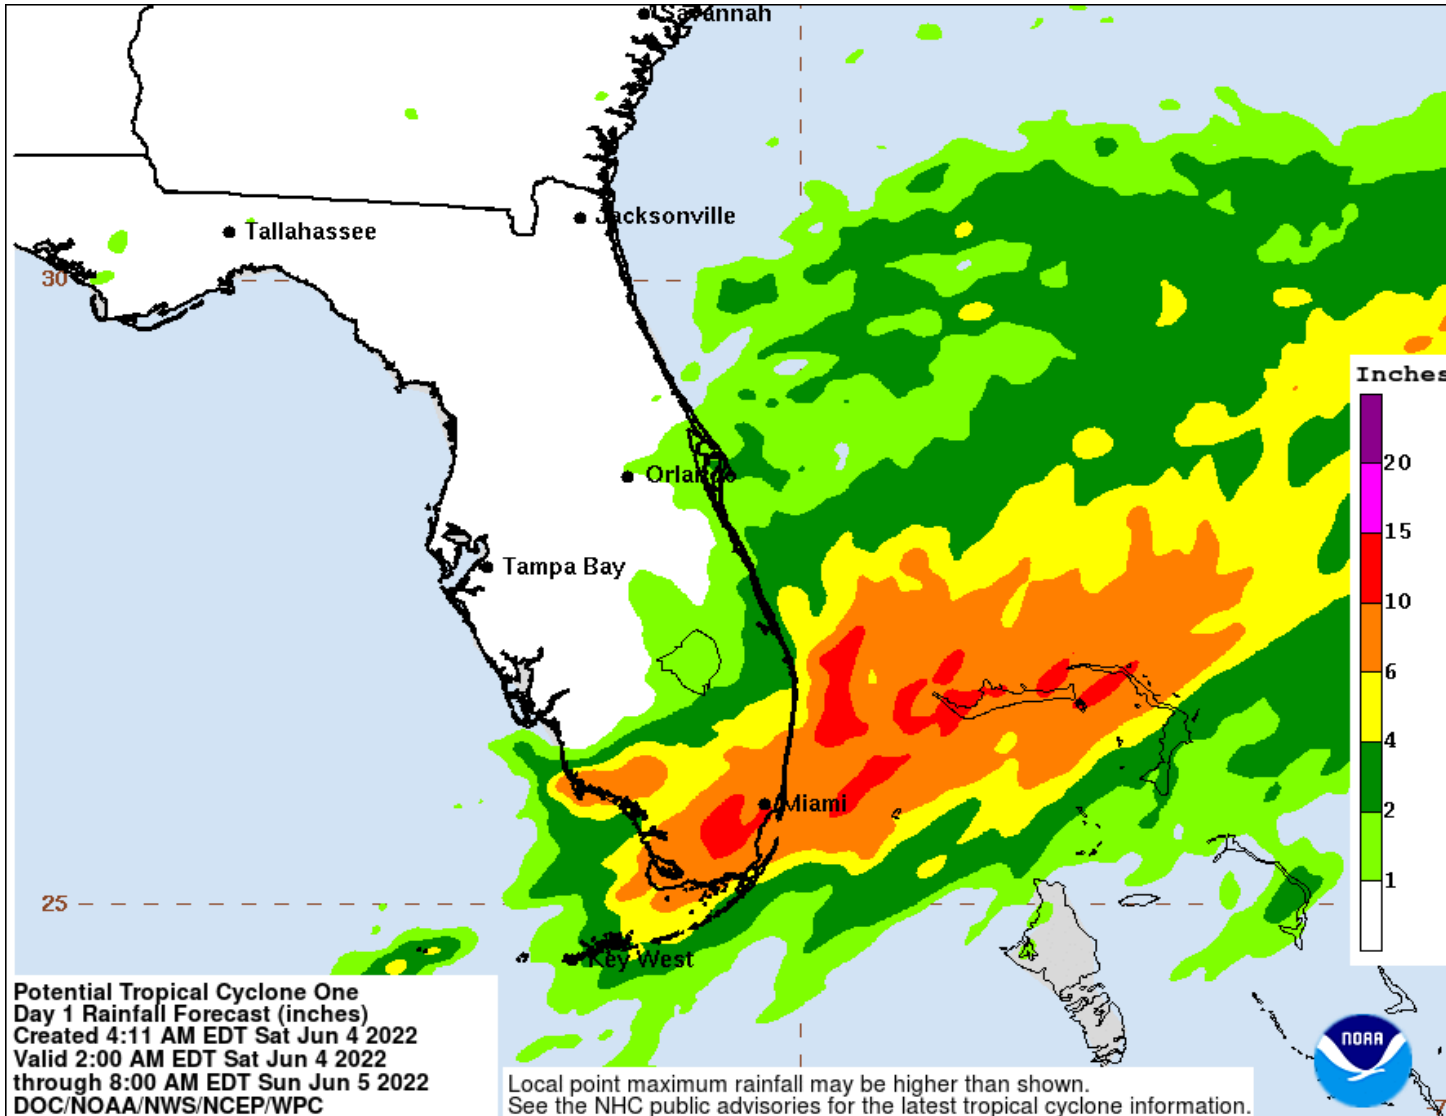 Savannah
Jacksonville
Tallahassee
30
Inches
Orlando
20
15
Tampa Bay
10
6
4
Miami
2
1
25
Key West
Potential Tropical Cyclone One
Day 1 Rainfall Forecast (inches)
Created 4:11 AM EDT Sat Jun 4 2022
Valid 2:00 AM EDT Sat Jun 4 2022
through 8:00 AM EDT Sun Jun 5 2022
DOC/NOAA/NWS/NCEP/WPC
NOAA
Local point maximum rainfall may be higher than shown.
See the NHC public advisories for the latest tropical cyclone information.